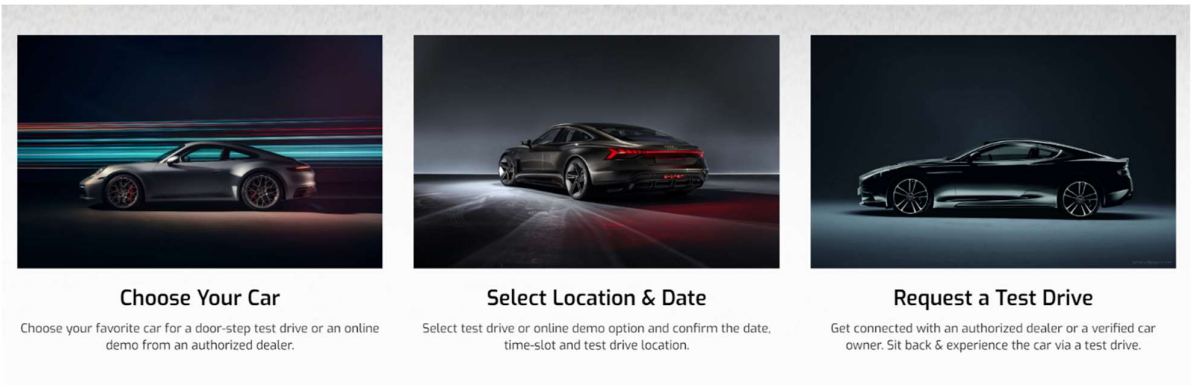 Choose Your Car
Choose your favorite car for a door-step test drive or an online
demo from an authorized dealer.
Select Location & Date
Select test drive or online demo option and confirm the date,
time-slot and test drive location.
Request a Test Drive
Get connected with an authorized dealer or a verified car
owner. Sit back & experience the car via a test drive.